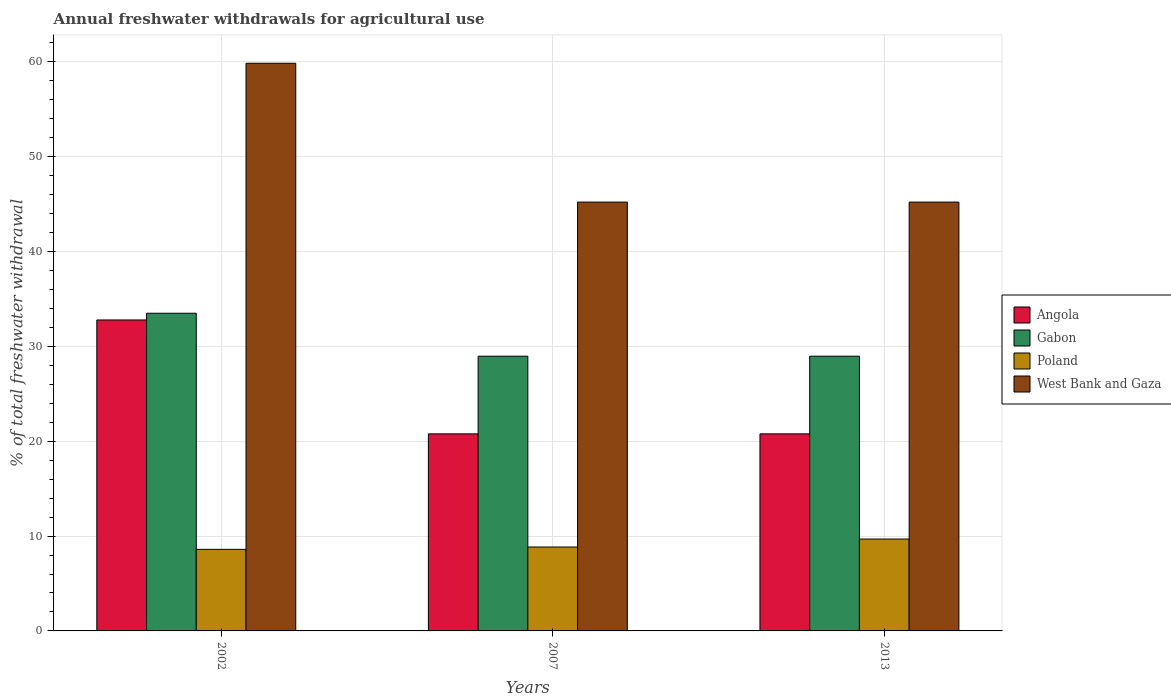 Annual freshwater withdrawals for agricultural use
% of total freshwater withdrawal
60
50
40
30
20
10
0
2002
2007
2013
Years
Angola
Gabon
Poland
West Bank and Gaza